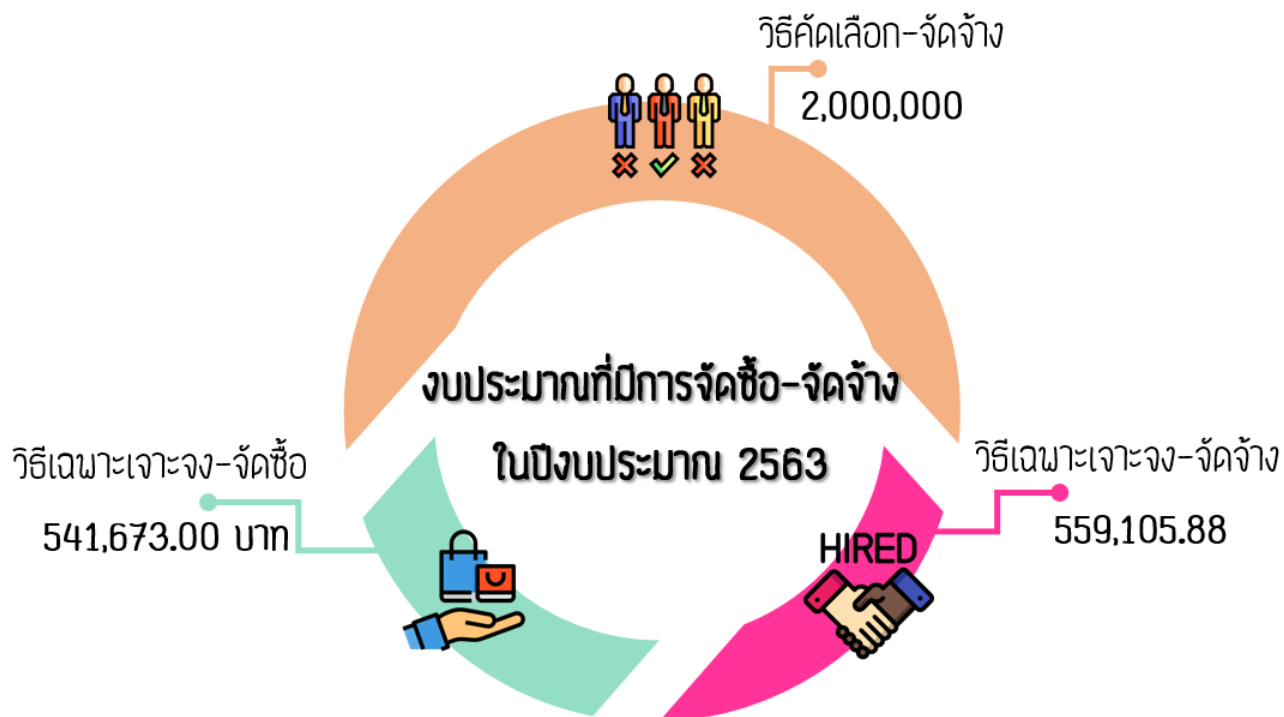 วิธีคัดเลือก-จัดจ้าง
2,000,000
งบประมาณที่มีการจัดซื้อ-จัดจ้าง
ในปีงบประมาณ 2563
วิธีเฉพาะเจาะจง-จัดซื้อ
541,673.00 บาท
วิธีเฉพาะเจาะจง-จัดจ้าง
559,105.88
HIRED